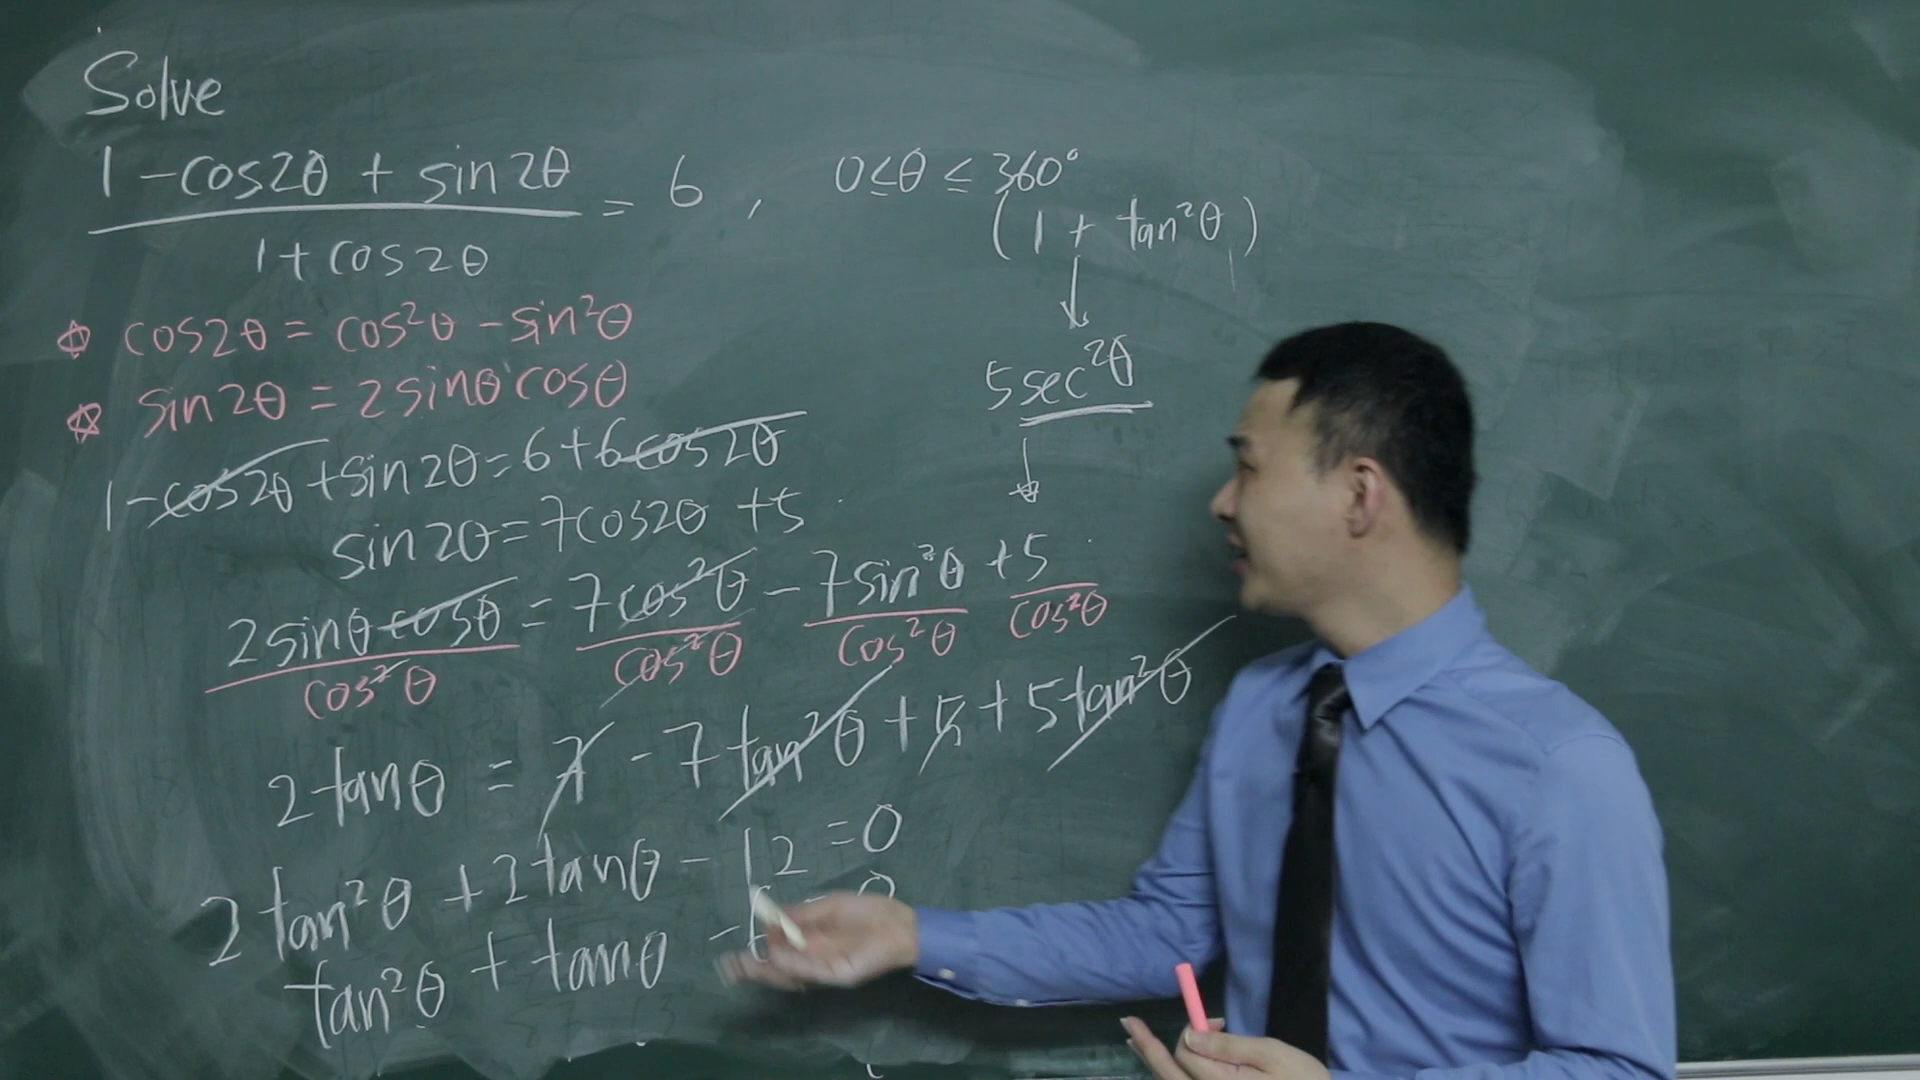 Solve
1 - cos2θ + sin2θ / 1 + cos2θ = 6 , 0 ≤ θ ≤ 360°
(1 + tan²θ)
↓
5sec²θ
↓
☆ cos2θ = cos²θ - sin²θ
☆ sin2θ = 2sinθcosθ
1 - cos2θ + sin2θ = 6 + 6cos2θ
sin2θ = 7cos2θ + 5
2sinθcosθ / cos²θ = 7cos²θ / cos²θ - 7sin²θ / cos²θ + 5 / cos²θ
2tanθ = 7 - 7tan²θ + 5 + 5tan²θ
2tan²θ + 2tanθ - 12 = 0
tan²θ + tanθ - 6 = 0